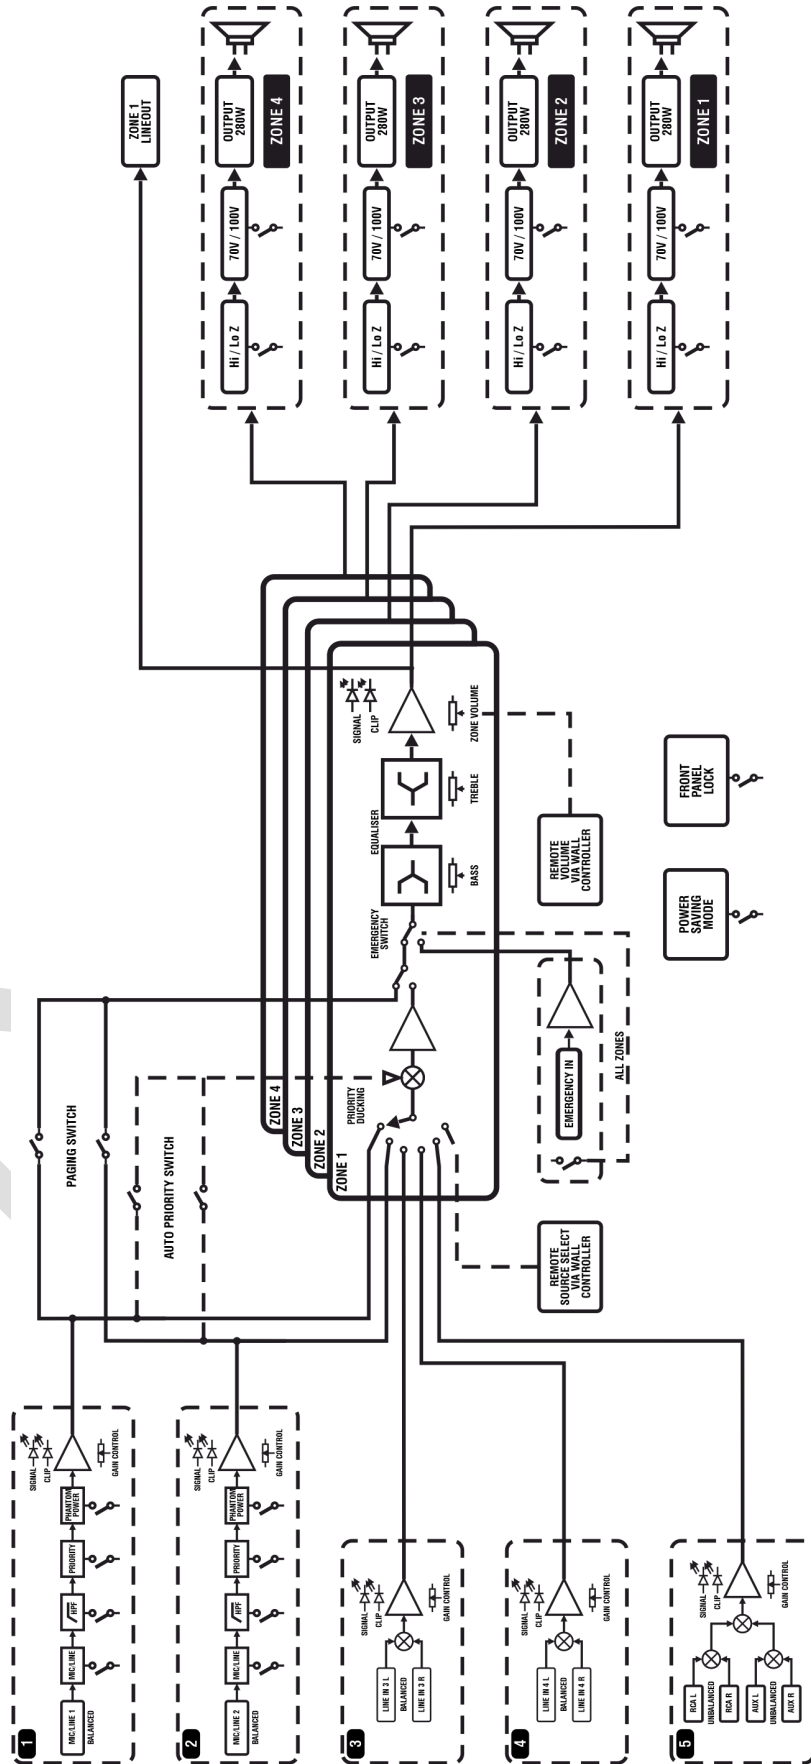 1
MIC/LINE 1
BALANCED
MIC/LINE
HPF
PRIORITY
PHANTOM
POWER
SIGNAL
CLIP
GAIN CONTROL
2
MIC/LINE 2
BALANCED
MIC/LINE
HPF
PRIORITY
PHANTOM
POWER
SIGNAL
CLIP
GAIN CONTROL
3
LINE IN 3 L
BALANCED
LINE IN 3 R
SIGNAL
CLIP
GAIN CONTROL
4
LINE IN 4 L
BALANCED
LINE IN 4 R
SIGNAL
CLIP
GAIN CONTROL
5
RCA L
UNBALANCED
RCA R
AUX L
UNBALANCED
AUX R
SIGNAL
CLIP
GAIN CONTROL
PAGING SWITCH
AUTO PRIORITY SWITCH
REMOTE
SOURCE SELECT
VIA WALL
CONTROLLER
ZONE 4
ZONE 3
ZONE 2
ZONE 1
PRIORITY
DUCKING
EMERGENCY
SWITCH
EQUALISER
BASS
TREBLE
SIGNAL
CLIP
ZONE VOLUME
EMERGENCY IN
ALL ZONES
REMOTE
VOLUME
VIA WALL
CONTROLLER
POWER
SAVING
MODE
FRONT
PANEL
LOCK
ZONE 1
LINEOUT
Hi / Lo Z
70V / 100V
OUTPUT
280W
ZONE 4
Hi / Lo Z
70V / 100V
OUTPUT
280W
ZONE 3
Hi / Lo Z
70V / 100V
OUTPUT
280W
ZONE 2
Hi / Lo Z
70V / 100V
OUTPUT
280W
ZONE 1